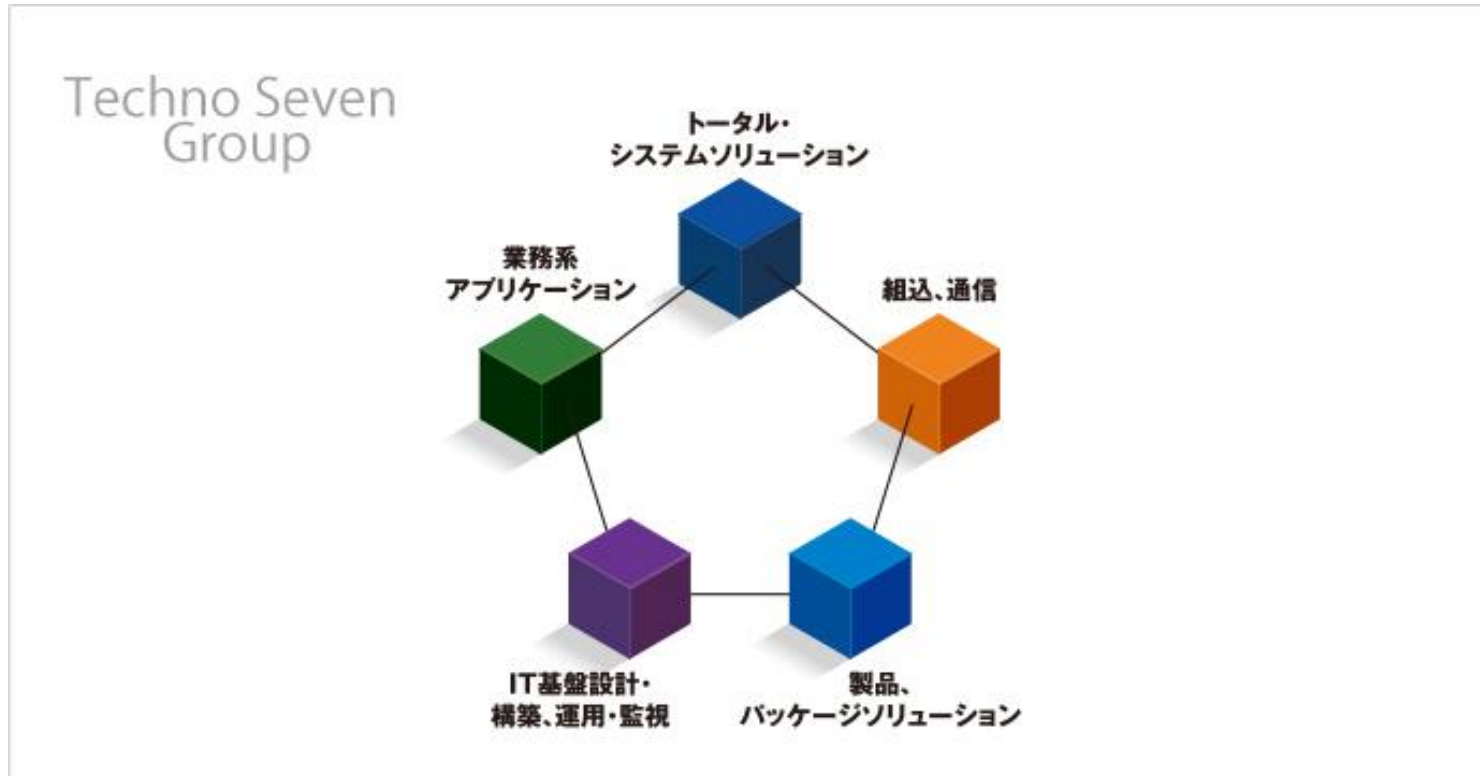 Techno Seven
Group
トータル・
システムソリューション
業務系
アプリケーション
組込、通信
IT基盤設計・
構築、運用・監視
製品、
パッケージソリューション